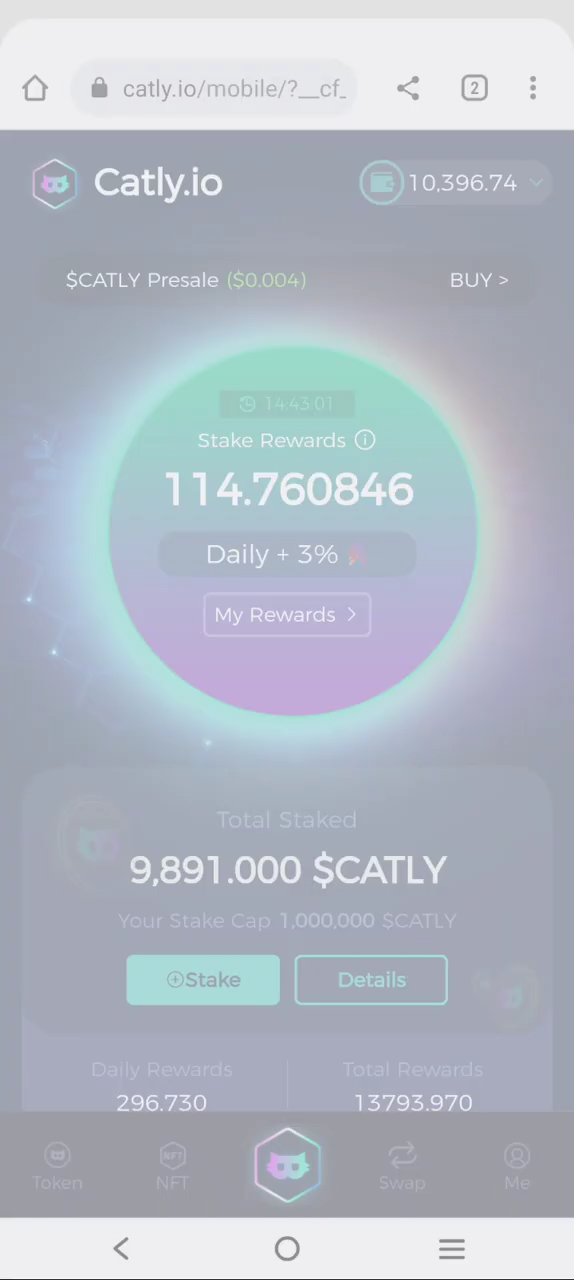 catly.io/mobile/?__cf_
2
Catly.io
10,396.74
$CATLY Presale ($0.004)
BUY >
14:43:01
Stake Rewards
114.760846
Daily + 3%
My Rewards >
Total Staked
9,891.000 $CATLY
Your Stake Cap 1,000,000 $CATLY
Stake
Details
Daily Rewards
Total Rewards
296.730
13793.970
NFT
Token
NFT
Swap
Me